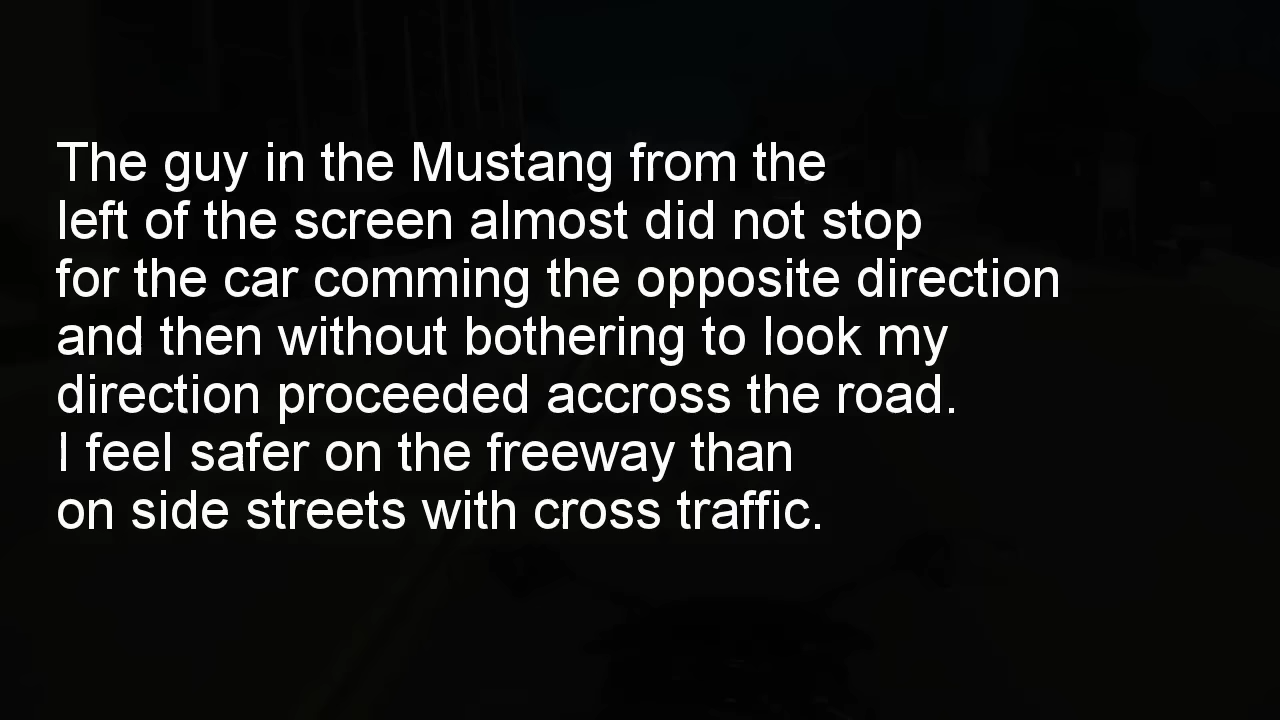 The guy in the Mustang from the
left of the screen almost did not stop
for the car comming the opposite direction
and then without bothering to look my
direction proceeded accross the road.
I feel safer on the freeway than
on side streets with cross traffic.